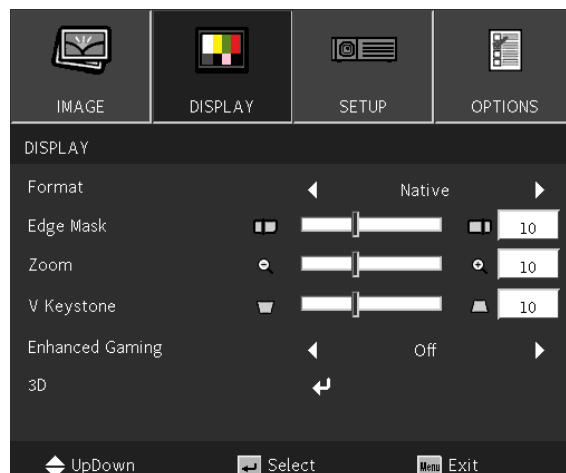 IMAGE DISPLAY SETUP OPTIONS
DISPLAY
Format Native
Edge Mask 10
Zoom 10
V Keystone 10
Enhanced Gaming Off
3D
UpDown Select Menu Exit